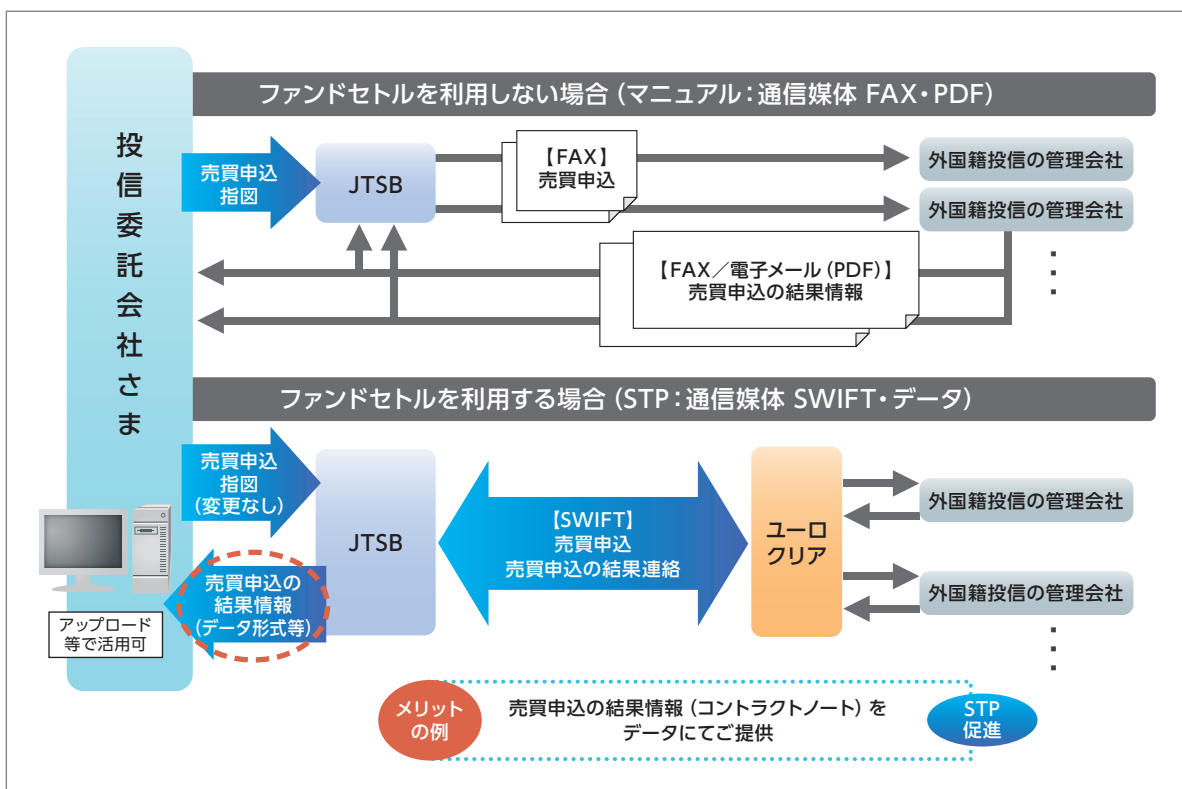 投信委託会社さま
ファンドセトルを利用しない場合（マニュアル：通信媒体 FAX・PDF）
売買申込
指図
JTSB
【FAX】
売買申込
外国籍投信の管理会社
外国籍投信の管理会社
【FAX／電子メール（PDF）】
売買申込の結果情報
ファンドセトルを利用する場合（STP：通信媒体 SWIFT・データ）
売買申込
指図
（変更なし）
JTSB
【SWIFT】
売買申込
売買申込の結果連絡
ユーロ
クリア
外国籍投信の管理会社
外国籍投信の管理会社
売買申込の
結果情報
（データ形式等）
アップロード
等で活用可
メリット
の例
売買申込の結果情報（コントラクトノート）を
データにてご提供
STP
促進